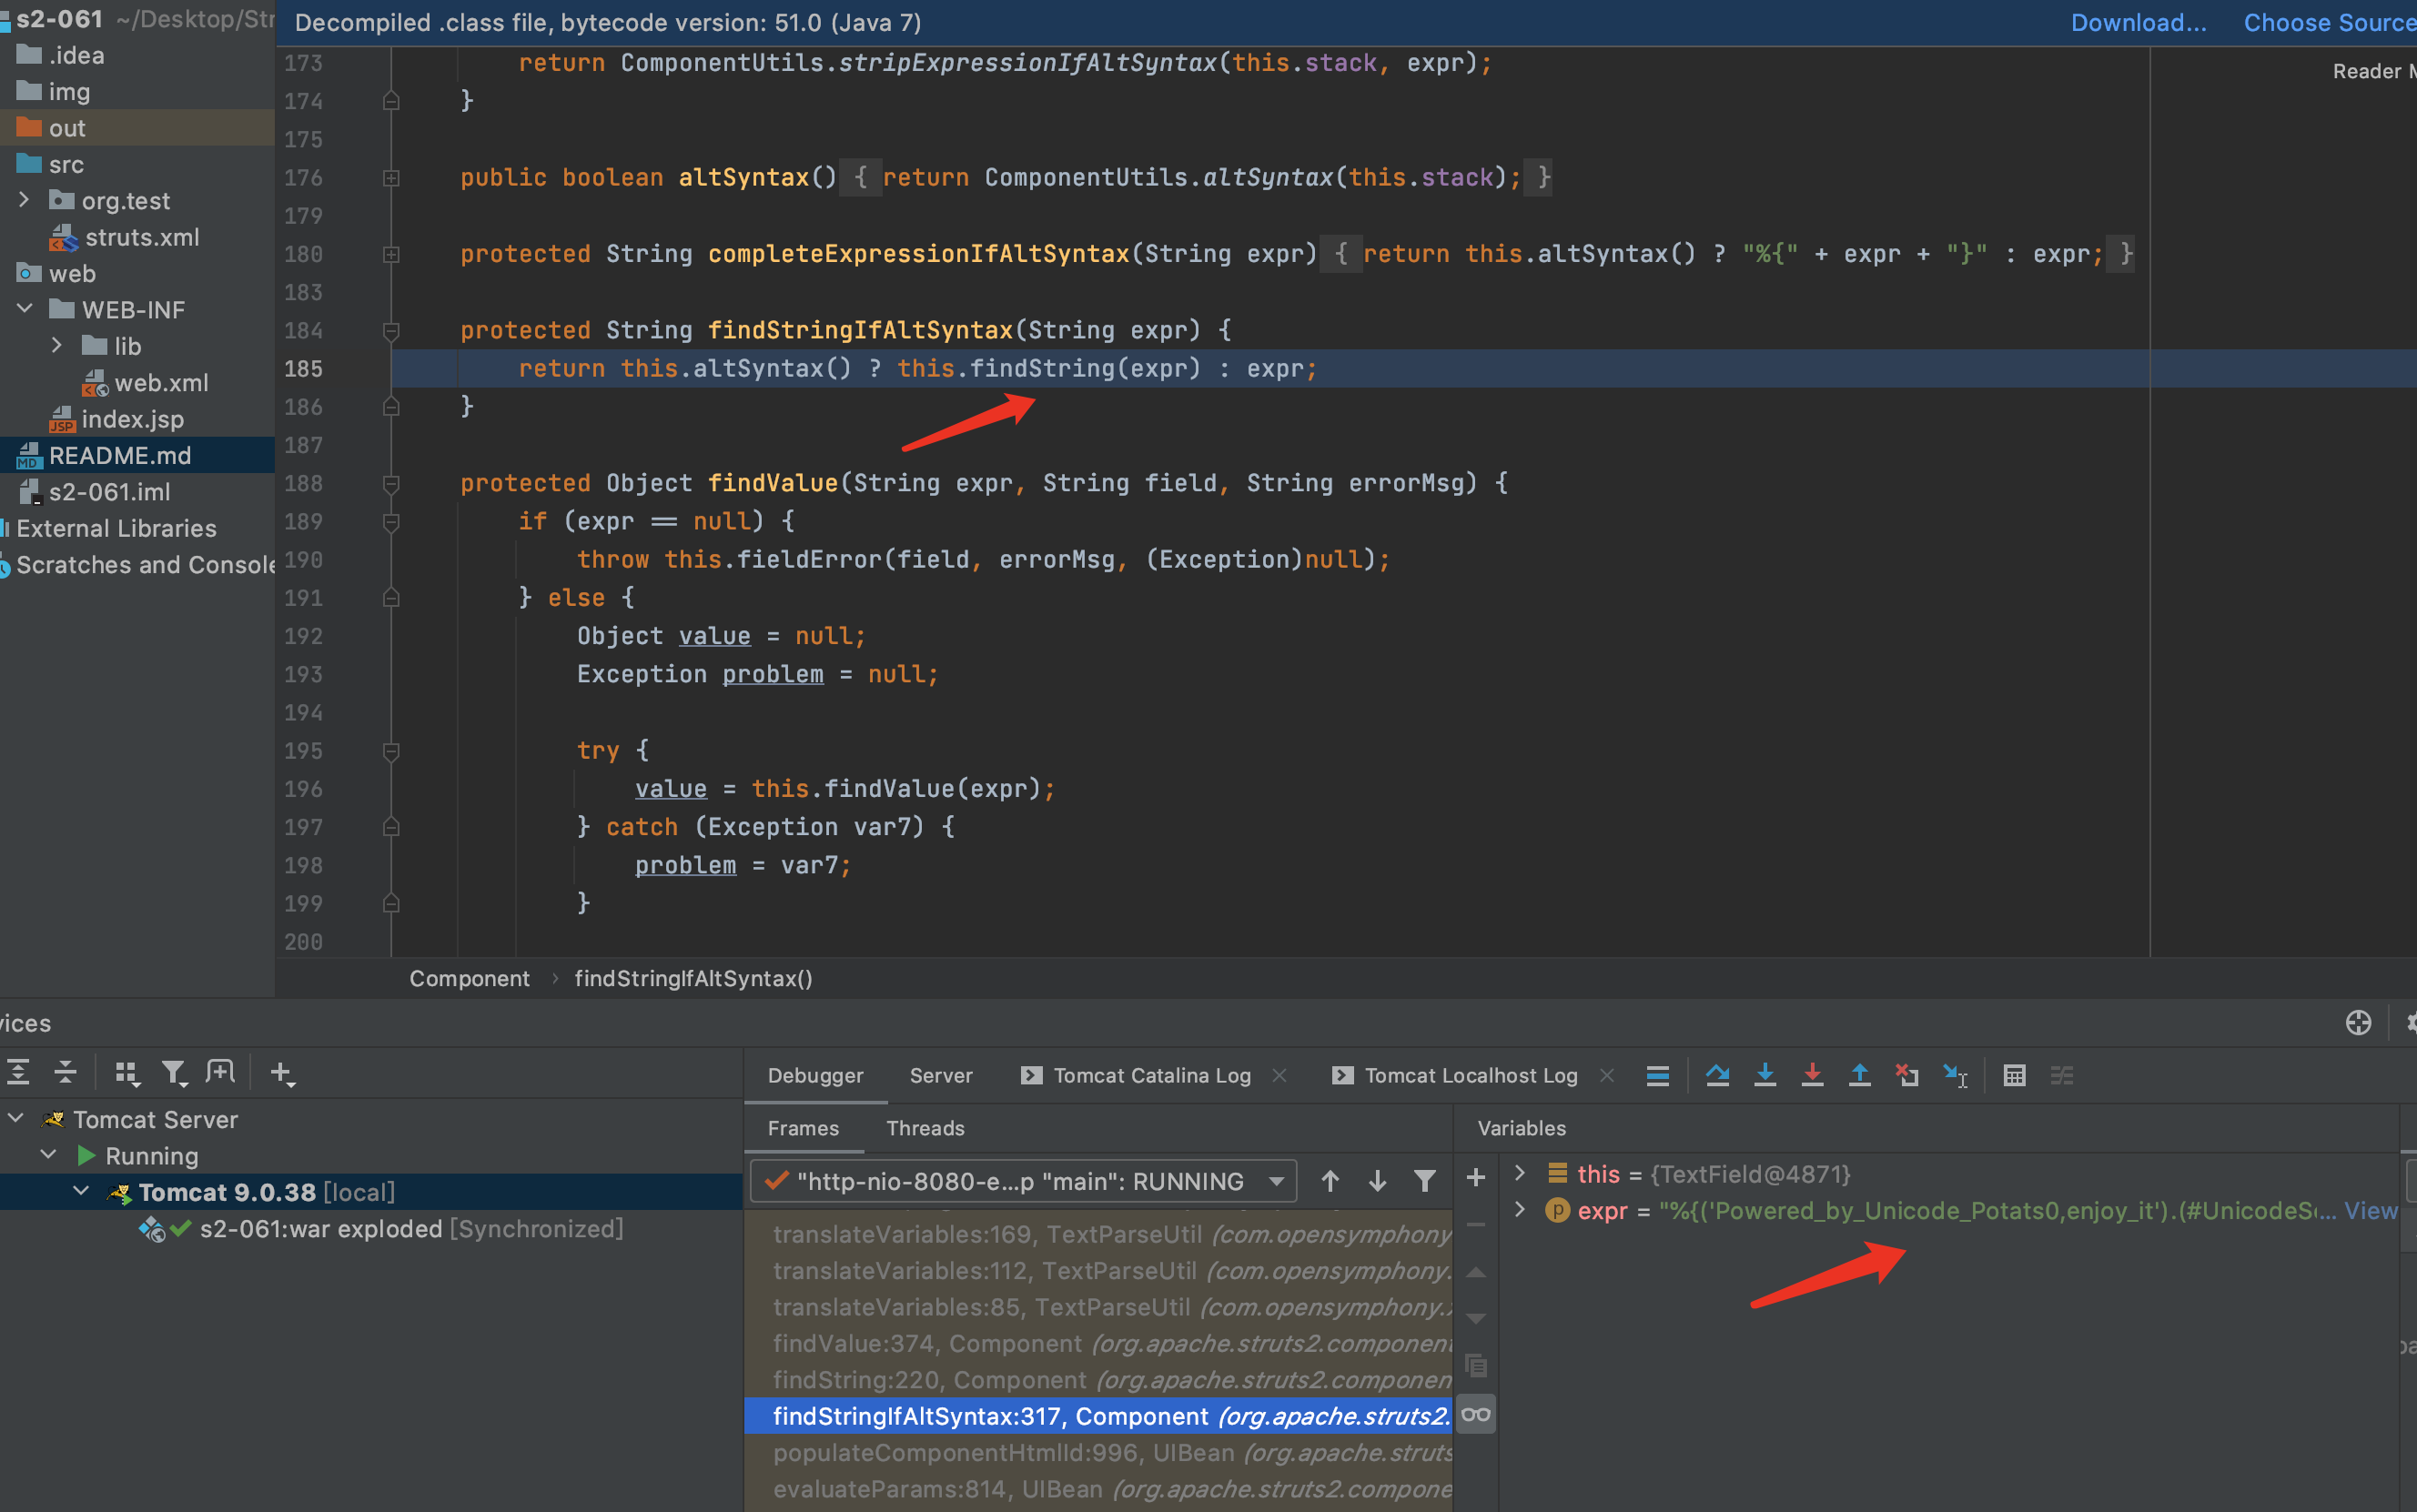 s2-061 ~/Desktop/Str
.idea
img
out
src
org.test
struts.xml
web
WEB-INF
lib
web.xml
index.jsp
README.md
s2-061.iml
External Libraries
Scratches and Console
Decompiled .class file, bytecode version: 51.0 (Java 7)
Download...
Choose Source
Reader M
173 return ComponentUtils.stripExpressionIfAltSyntax(this.stack, expr);
174 }
175
176 public boolean altSyntax() { return ComponentUtils.altSyntax(this.stack); }
179
180 protected String completeExpressionIfAltSyntax(String expr) { return this.altSyntax() ? "%{" + expr + "}" : expr; }
183
184 protected String findStringIfAltSyntax(String expr) {
185 return this.altSyntax() ? this.findString(expr) : expr;
186 }
187
188 protected Object findValue(String expr, String field, String errorMsg) {
189 if (expr == null) {
190 throw this.fieldError(field, errorMsg, (Exception)null);
191 } else {
192 Object value = null;
193 Exception problem = null;
194
195 try {
196 value = this.findValue(expr);
197 } catch (Exception var7) {
198 problem = var7;
199 }
200
Component › findStringIfAltSyntax()
vices
Tomcat Server
Running
Tomcat 9.0.38 [local]
s2-061:war exploded [Synchronized]
Debugger Server Tomcat Catalina Log Tomcat Localhost Log
Frames Threads
"http-nio-8080-e...p "main": RUNNING
translateVariables:169, TextParseUtil (com.opensymphony
translateVariables:112, TextParseUtil (com.opensymphony.
translateVariables:85, TextParseUtil (com.opensymphony.x
findValue:374, Component (org.apache.struts2.component
findString:220, Component (org.apache.struts2.componen
findStringIfAltSyntax:317, Component (org.apache.struts2.
populateComponentHtmlId:996, UIBean (org.apache.struts
evaluateParams:814, UIBean (org.apache.struts2.compone
Variables
this = {TextField@4871}
expr = "%{('Powered_by_Unicode_Potats0,enjoy_it').(#UnicodeSe... View